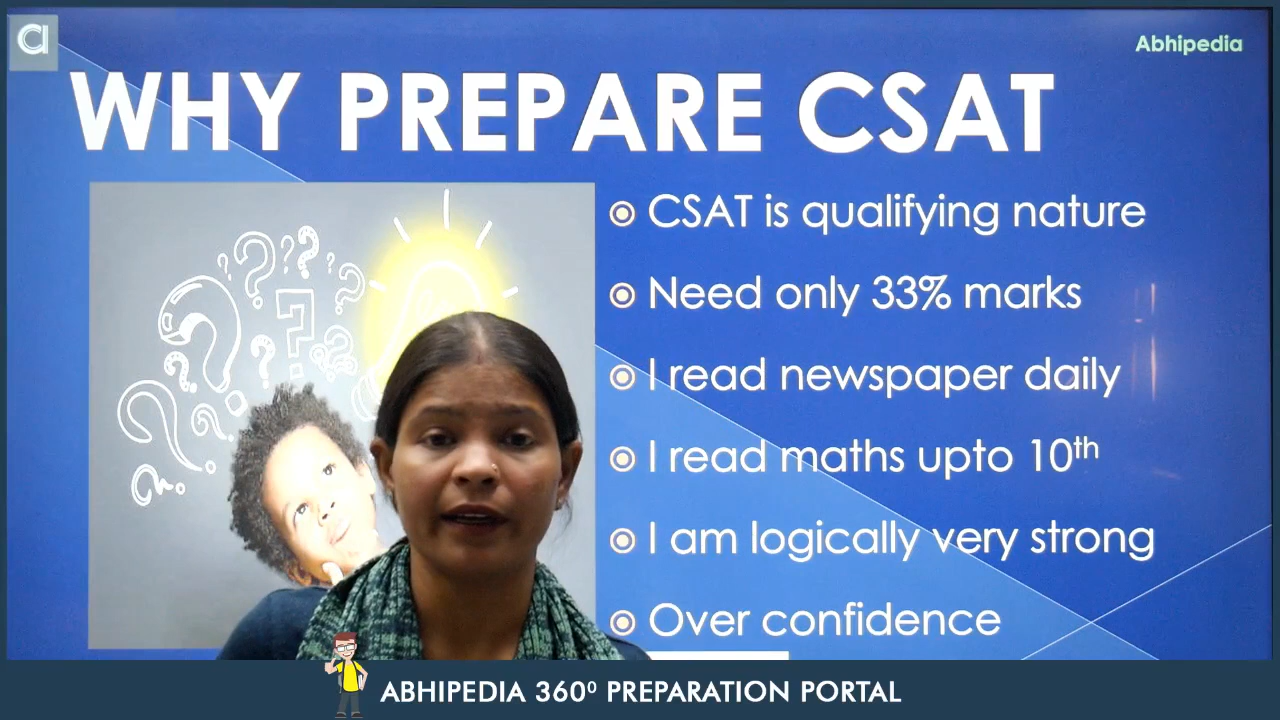 a
Abhipedia
WHY PREPARE CSAT
CSAT is qualifying nature
Need only 33% marks
I read newspaper daily
I read maths upto 10th
I am logically very strong
Over confidence
ABHIPEDIA 360⁰ PREPARATION PORTAL